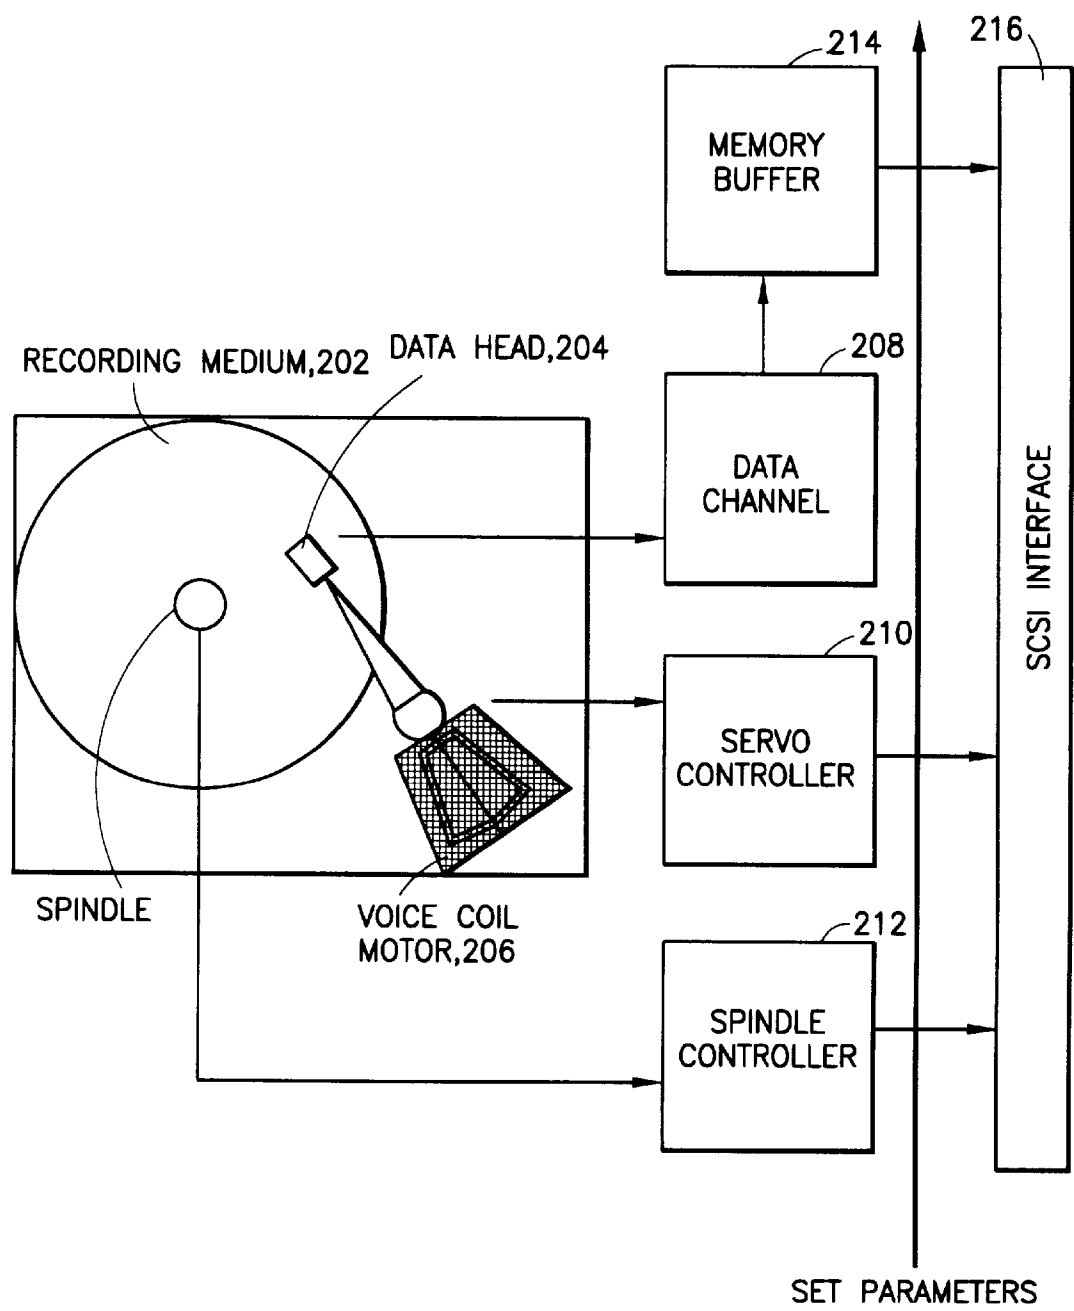 214
216
MEMORY
BUFFER
RECORDING MEDIUM,202
DATA HEAD,204
208
DATA
CHANNEL
SCSI INTERFACE
210
SERVO
CONTROLLER
SPINDLE
VOICE COIL
MOTOR,206
212
SPINDLE
CONTROLLER
SET PARAMETERS